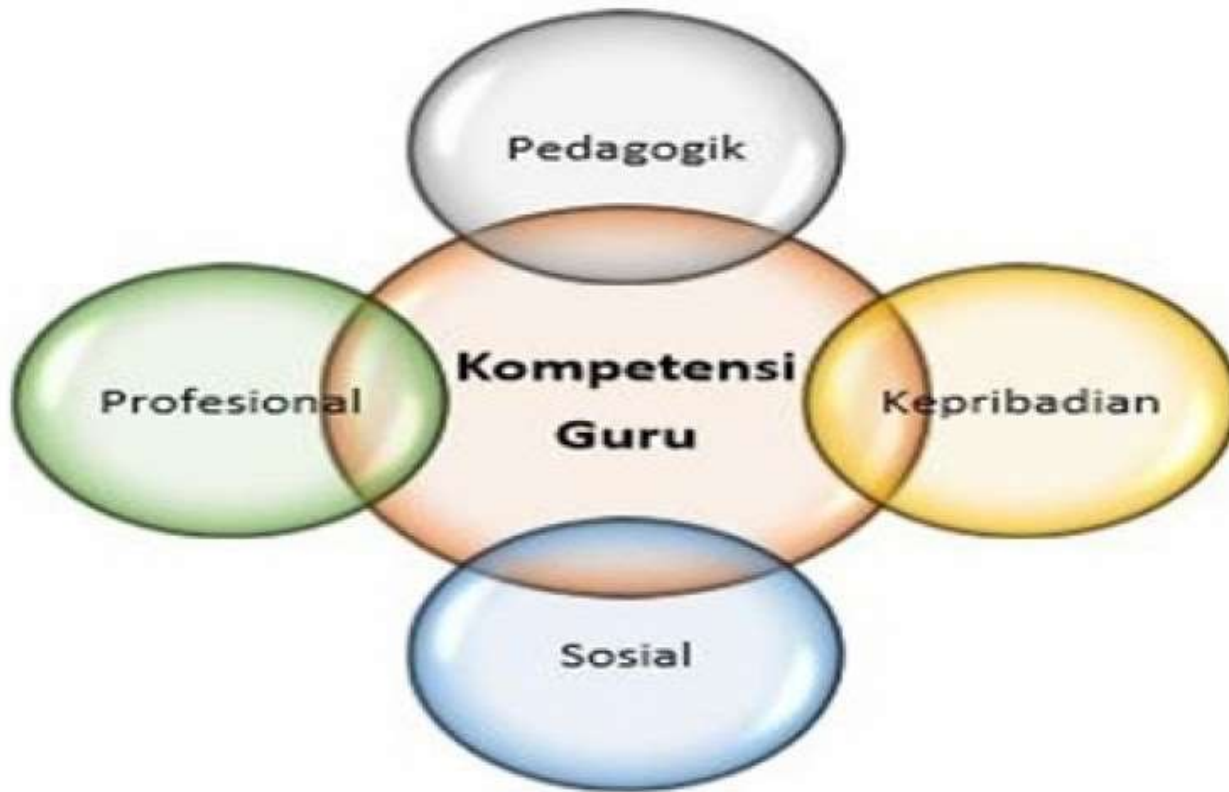 Pedagogik
Profesional
Kompetensi
Guru
Kepribadian
Sosial